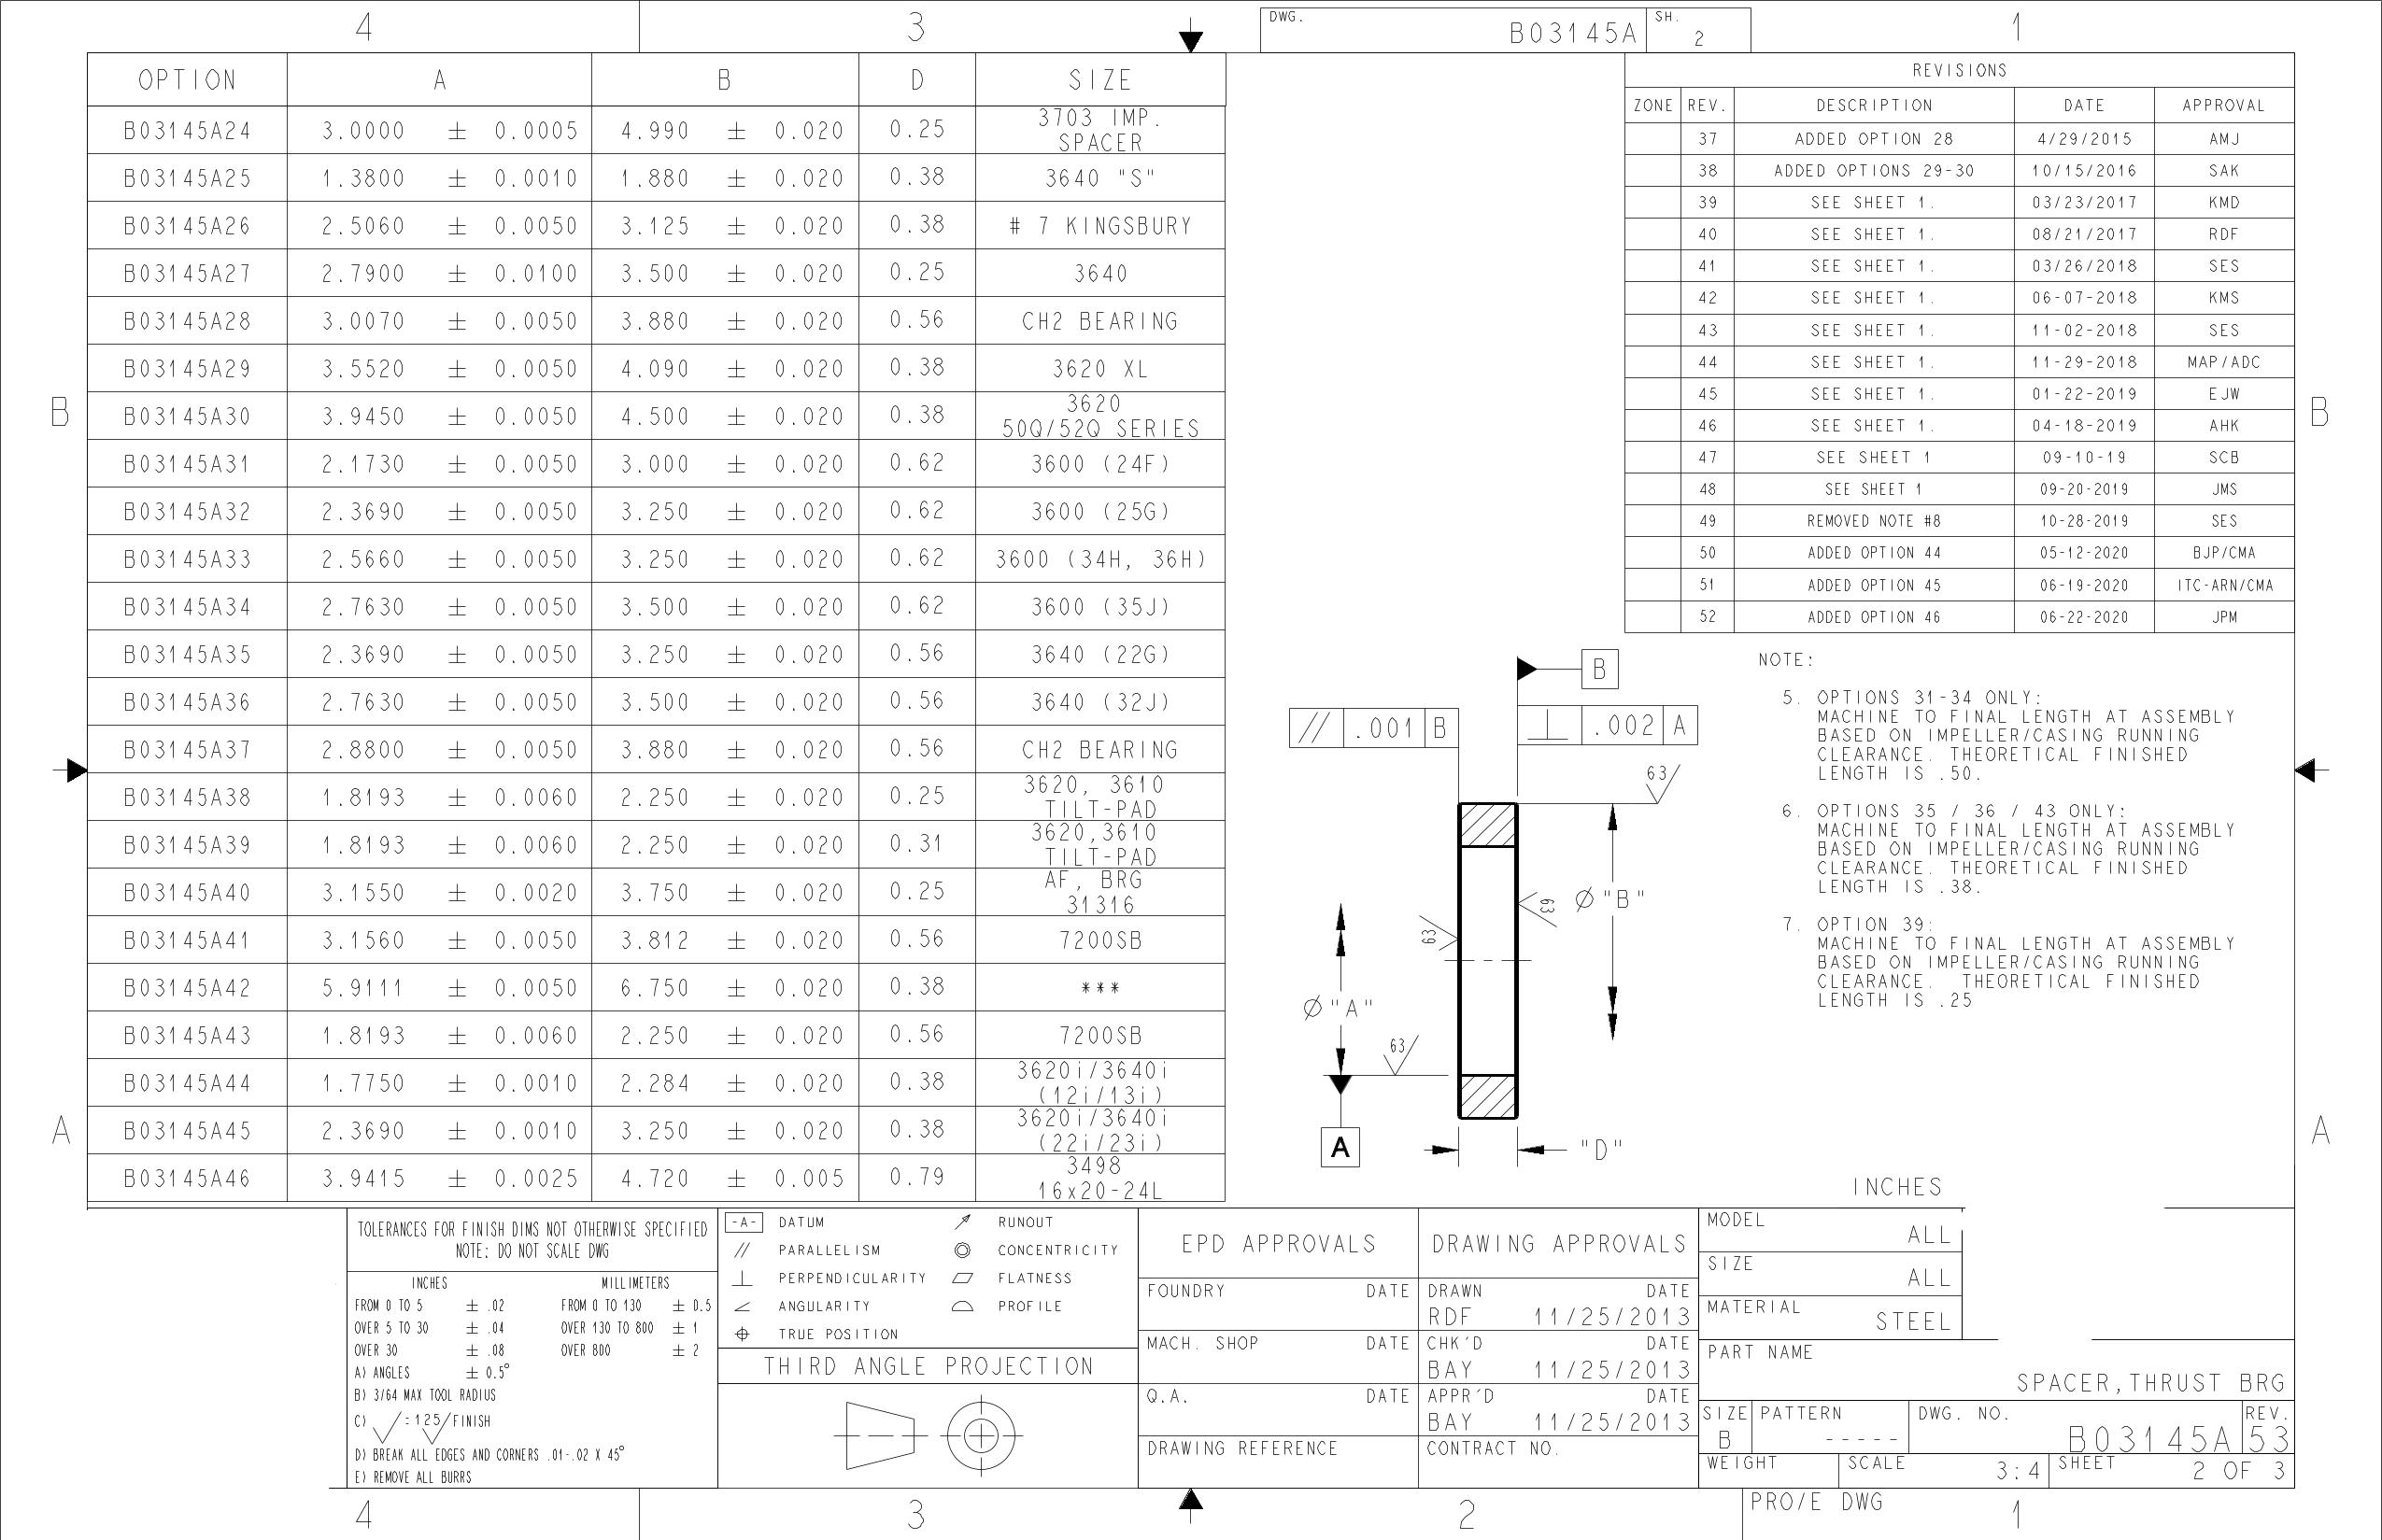 4
3
DWG.
B03145A
SH.
2
1
OPTION A B D SIZE
B03145A24 3.0000 ± 0.0005 4.990 ± 0.020 0.25 3703 IMP.
SPACER
B03145A25 1.3800 ± 0.0010 1.880 ± 0.020 0.38 3640 "S"
B03145A26 2.5060 ± 0.0050 3.125 ± 0.020 0.38 # 7 KINGSBURY
B03145A27 2.7900 ± 0.0100 3.500 ± 0.020 0.25 3640
B03145A28 3.0070 ± 0.0050 3.880 ± 0.020 0.56 CH2 BEARING
B03145A29 3.5520 ± 0.0050 4.090 ± 0.020 0.38 3620 XL
B03145A30 3.9450 ± 0.0050 4.500 ± 0.020 0.38 3620
50Q/52Q SERIES
B03145A31 2.1730 ± 0.0050 3.000 ± 0.020 0.62 3600 (24F)
B03145A32 2.3690 ± 0.0050 3.250 ± 0.020 0.62 3600 (25G)
B03145A33 2.5660 ± 0.0050 3.250 ± 0.020 0.62 3600 (34H, 36H)
B03145A34 2.7630 ± 0.0050 3.500 ± 0.020 0.62 3600 (35J)
B03145A35 2.3690 ± 0.0050 3.250 ± 0.020 0.56 3640 (22G)
B03145A36 2.7630 ± 0.0050 3.500 ± 0.020 0.56 3640 (32J)
B03145A37 2.8800 ± 0.0050 3.880 ± 0.020 0.56 CH2 BEARING
B03145A38 1.8193 ± 0.0060 2.250 ± 0.020 0.25 3620, 3610
TILT-PAD
B03145A39 1.8193 ± 0.0060 2.250 ± 0.020 0.31 3620,3610
TILT-PAD
B03145A40 3.1550 ± 0.0020 3.750 ± 0.020 0.25 AF, BRG
31316
B03145A41 3.1560 ± 0.0050 3.812 ± 0.020 0.56 7200SB
B03145A42 5.9111 ± 0.0050 6.750 ± 0.020 0.38 ***
B03145A43 1.8193 ± 0.0060 2.250 ± 0.020 0.56 7200SB
B03145A44 1.7750 ± 0.0010 2.284 ± 0.020 0.38 3620i/3640i
(12i/13i)
B03145A45 2.3690 ± 0.0010 3.250 ± 0.020 0.38 3620i/3640i
(22i/23i)
B03145A46 3.9415 ± 0.0025 4.720 ± 0.005 0.79 3498
16x20-24L
REVISIONS
ZONE REV. DESCRIPTION DATE APPROVAL
37 ADDED OPTION 28 4/29/2015 AMJ
38 ADDED OPTIONS 29-30 10/15/2016 SAK
39 SEE SHEET 1. 03/23/2017 KMD
40 SEE SHEET 1. 08/21/2017 RDF
41 SEE SHEET 1. 03/26/2018 SES
42 SEE SHEET 1. 06-07-2018 KMS
43 SEE SHEET 1. 11-02-2018 SES
44 SEE SHEET 1. 11-29-2018 MAP/ADC
45 SEE SHEET 1. 01-22-2019 EJW
46 SEE SHEET 1. 04-18-2019 AHK
47 SEE SHEET 1 09-10-19 SCB
48 SEE SHEET 1 09-20-2019 JMS
49 REMOVED NOTE #8 10-28-2019 SES
50 ADDED OPTION 44 05-12-2020 BJP/CMA
51 ADDED OPTION 45 06-19-2020 ITC-ARN/CMA
52 ADDED OPTION 46 06-22-2020 JPM
B
B
A
A
B
// .001 B
⊥ .002 A
63
63
63
63
Ø "B"
Ø "A"
A
"D"
NOTE:
5. OPTIONS 31-34 ONLY:
MACHINE TO FINAL LENGTH AT ASSEMBLY
BASED ON IMPELLER/CASING RUNNING
CLEARANCE. THEORETICAL FINISHED
LENGTH IS .50.
6. OPTIONS 35 / 36 / 43 ONLY:
MACHINE TO FINAL LENGTH AT ASSEMBLY
BASED ON IMPELLER/CASING RUNNING
CLEARANCE. THEORETICAL FINISHED
LENGTH IS .38.
7. OPTION 39:
MACHINE TO FINAL LENGTH AT ASSEMBLY
BASED ON IMPELLER/CASING RUNNING
CLEARANCE. THEORETICAL FINISHED
LENGTH IS .25
INCHES
TOLERANCES FOR FINISH DIMS NOT OTHERWISE SPECIFIED
NOTE: DO NOT SCALE DWG
INCHES MILLIMETERS
FROM 0 TO 5 ± .02 FROM 0 TO 130 ± 0.5
OVER 5 TO 30 ± .04 OVER 130 TO 800 ± 1
OVER 30 ± .08 OVER 800 ± 2
A) ANGLES ± 0.5°
B) 3/64 MAX TOOL RADIUS
C) √ = 125/ FINISH
D) BREAK ALL EDGES AND CORNERS .01-.02 X 45°
E) REMOVE ALL BURRS
-A- DATUM
RUNOUT
// PARALLELISM
CONCENTRICITY
⊥ PERPENDICULARITY
FLATNESS
ANGULARITY
PROFILE
TRUE POSITION
THIRD ANGLE PROJECTION
EPD APPROVALS
FOUNDRY DATE
MACH. SHOP DATE
Q.A. DATE
DRAWING REFERENCE
DRAWING APPROVALS
DRAWN DATE
RDF 11/25/2013
CHK'D DATE
BAY 11/25/2013
APPR'D DATE
BAY 11/25/2013
CONTRACT NO.
MODEL
ALL
SIZE
ALL
MATERIAL
STEEL
PART NAME
SPACER,THRUST BRG
SIZE PATTERN DWG. NO. REV.
B ----- B03145A 53
WEIGHT SCALE 3:4 SHEET 2 OF 3
4
3
2
PRO/E DWG
1